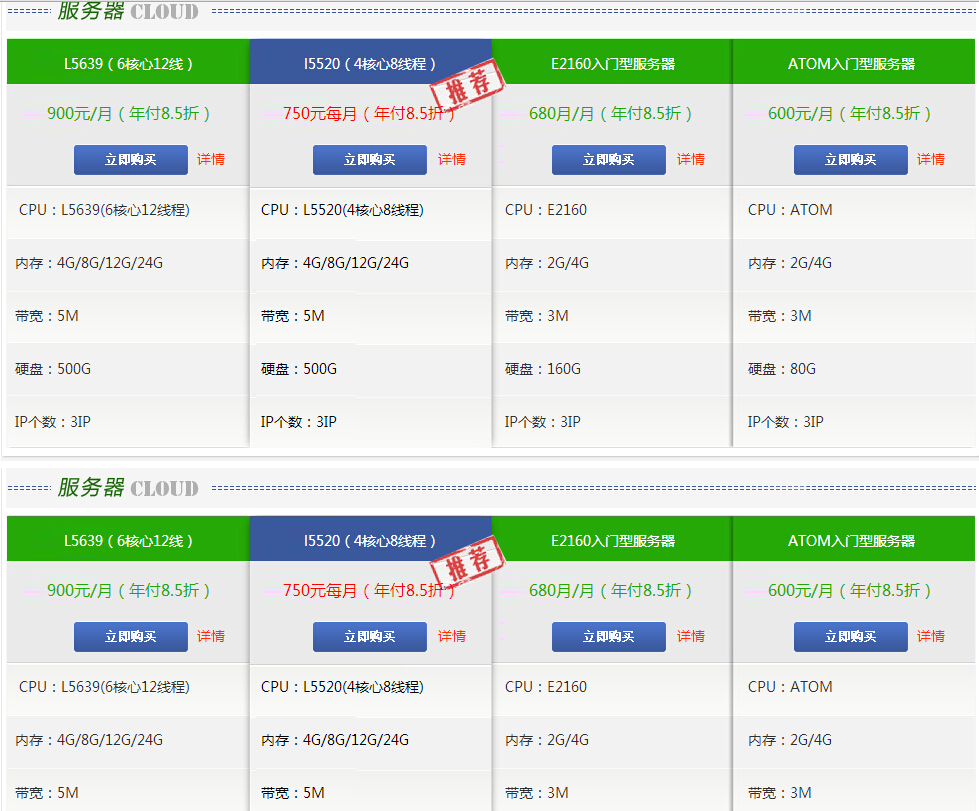 服务器 CLOUD
L5639（6核心12线）
I5520（4核心8线程）
E2160入门型服务器
ATOM入门型服务器
推荐
900元/月（年付8.5折）
750元每月（年付8.5折）
680月/月（年付8.5折）
600元/月（年付8.5折）
立即购买 详情
立即购买 详情
立即购买 详情
立即购买 详情
CPU：L5639(6核心12线程)
CPU：L5520(4核心8线程)
CPU：E2160
CPU：ATOM
内存：4G/8G/12G/24G
内存：4G/8G/12G/24G
内存：2G/4G
内存：2G/4G
带宽：5M
带宽：5M
带宽：3M
带宽：3M
硬盘：500G
硬盘：500G
硬盘：160G
硬盘：80G
IP个数：3IP
IP个数：3IP
IP个数：3IP
IP个数：3IP
服务器 CLOUD
L5639（6核心12线）
I5520（4核心8线程）
E2160入门型服务器
ATOM入门型服务器
推荐
900元/月（年付8.5折）
750元每月（年付8.5折）
680月/月（年付8.5折）
600元/月（年付8.5折）
立即购买 详情
立即购买 详情
立即购买 详情
立即购买 详情
CPU：L5639(6核心12线程)
CPU：L5520(4核心8线程)
CPU：E2160
CPU：ATOM
内存：4G/8G/12G/24G
内存：4G/8G/12G/24G
内存：2G/4G
内存：2G/4G
带宽：5M
带宽：5M
带宽：3M
带宽：3M